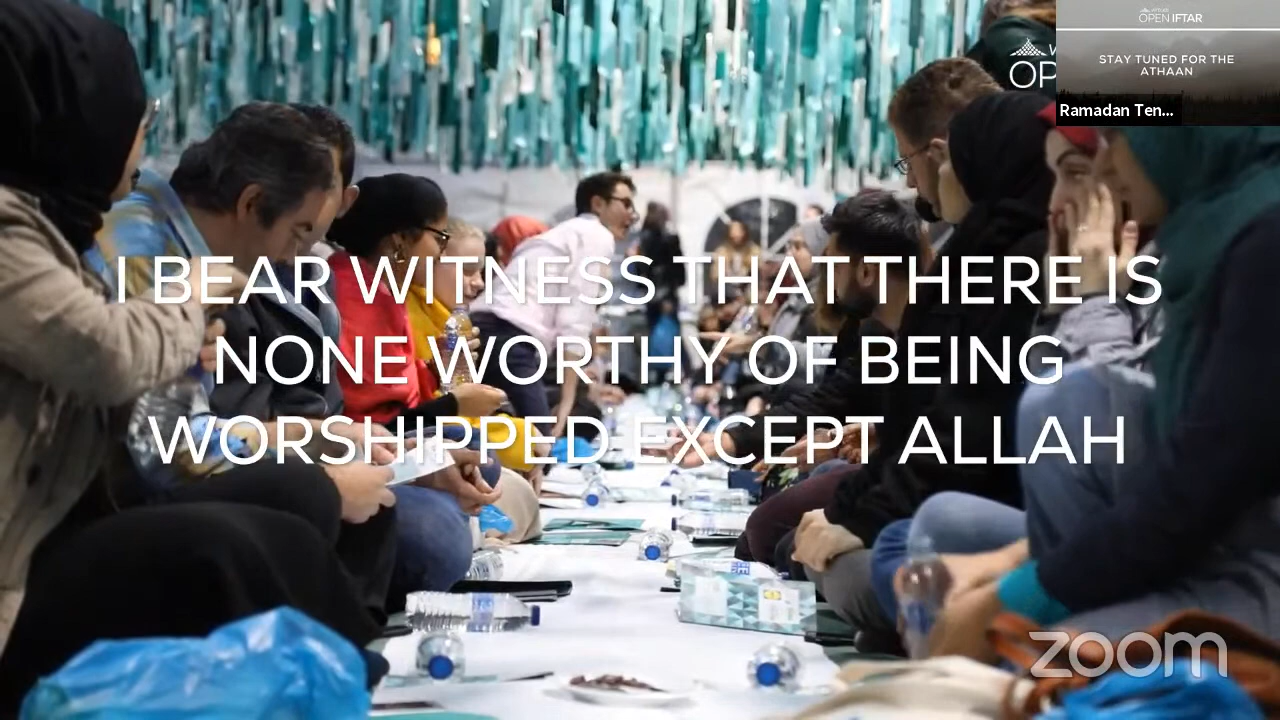 OPEN IFTAR
STAY TUNED FOR THE
ATHAAN
Ramadan Ten...
OP
I BEAR WITNESS THAT THERE IS
NONE WORTHY OF BEING
WORSHIPPED EXCEPT ALLAH
zoom